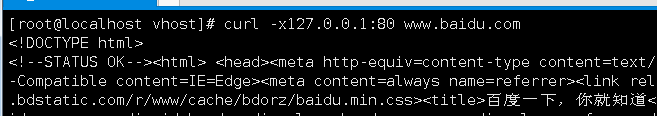 [root@localhost vhost]# curl -x127.0.0.1:80 www.baidu.com
<!DOCTYPE html>
<!--STATUS OK--><html> <head><meta http-equiv=content-type content=text/
-Compatible content=IE=Edge><meta content=always name=referrer><link rel
.bdstatic.com/r/www/cache/bdorz/baidu.min.css><title>百度一下，你就知道<